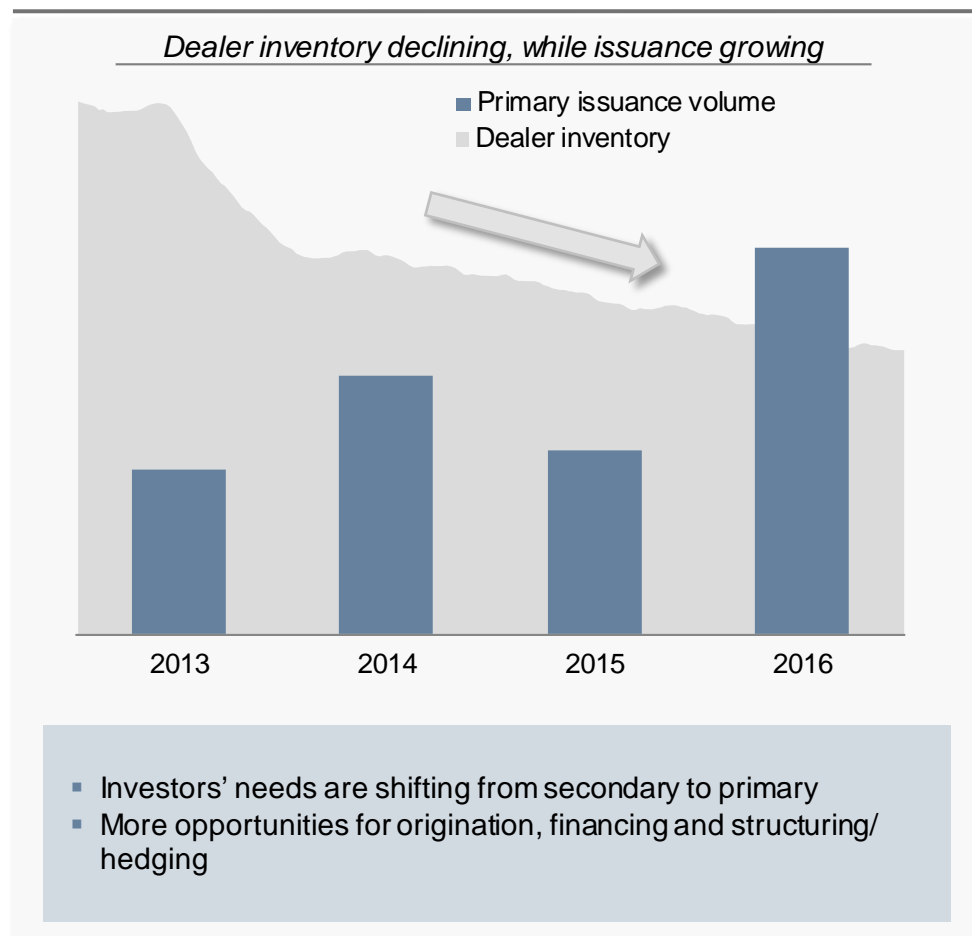 Dealer inventory declining, while issuance growing
Primary issuance volume
Dealer inventory
2013 2014 2015 2016
Investors’ needs are shifting from secondary to primary
More opportunities for origination, financing and structuring/
hedging